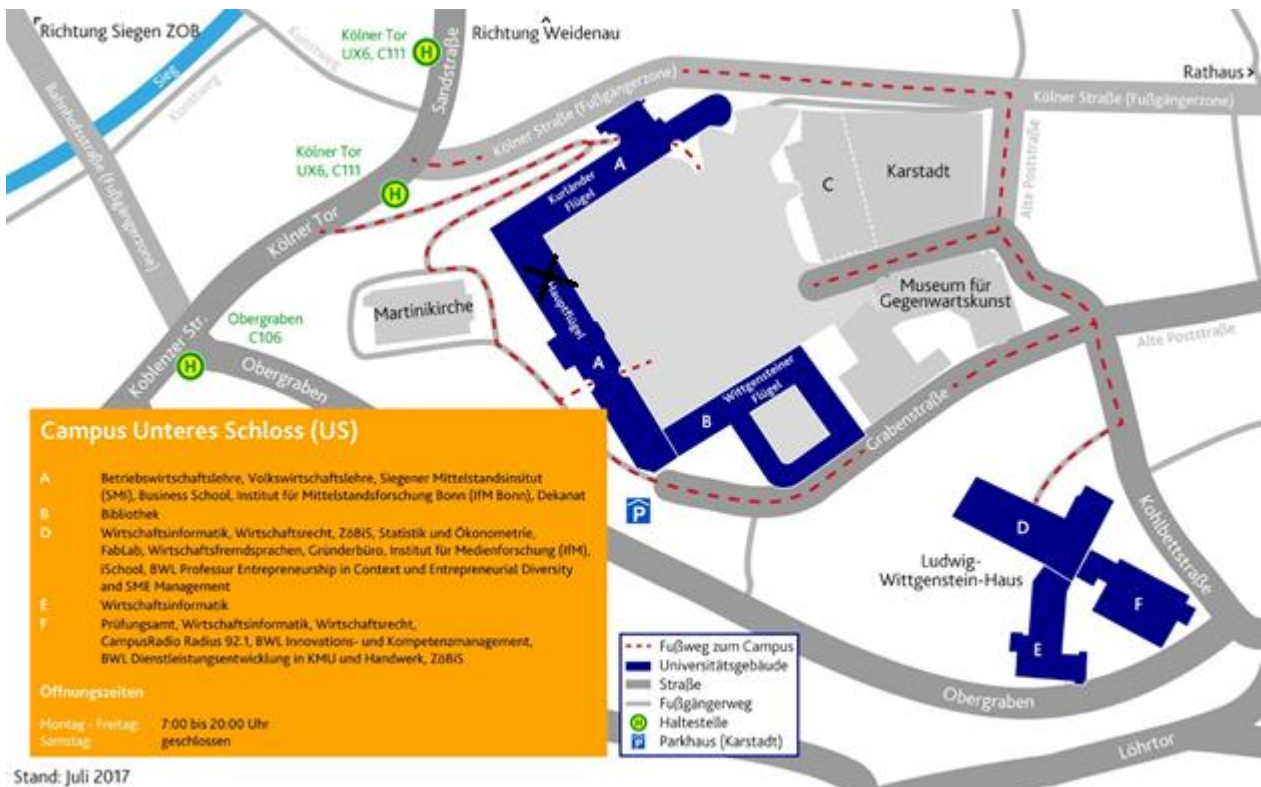 Richtung Siegen ZOB
Kölner Tor
UX6, C111
H
Richtung Weidenau
Rathaus >
Sieg
Kunstweg
Kunstweg
Sandstraße
Bahnhofsstraße (Fußgängerzone)
Kölner Straße (Fußgängerzone)
Kölner Straße (Fußgängerzone)
Kölner Tor
UX6, C111
H
Kölner Tor
A
Kurländer
Flügel
C
Karstadt
Alte Poststraße
Hauptflügel
Martinikirche
Museum für
Gegenwartskunst
Obergraben
C106
H
Koblenzer Str.
Obergraben
A
Wittgensteiner
Flügel
B
Alte Poststraße
Grabenstraße
Kohlbettstraße
P
D
Ludwig-
Wittgenstein-Haus
F
E
Obergraben
Löhrtor
Campus Unteres Schloss (US)
A Betriebswirtschaftslehre, Volkswirtschaftslehre, Siegener Mittelstandsinsitut
(SMI), Business School, Institut für Mittelstandsforschung Bonn (IfM Bonn), Dekanat
B Bibliothek
D Wirtschaftsinformatik, Wirtschaftsrecht, ZöBiS, Statistik und Ökonometrie,
FabLab, Wirtschaftsfremdsprachen, Gründerbüro, Institut für Medienforschung (IfM),
iSchool, BWL Professur Entrepreneurship in Context und Entrepreneurial Diversity
and SME Management
E Wirtschaftsinformatik
F Prüfungsamt, Wirtschaftsinformatik, Wirtschaftsrecht,
CampusRadio Radius 92.1, BWL Innovations- und Kompetenzmanagement,
BWL Dienstleistungsentwicklung in KMU und Handwerk, ZöBiS
Öffnungszeiten
Montag - Freitag: 7:00 bis 20:00 Uhr
Samstag: geschlossen
Fußweg zum Campus
Universitätsgebäude
Straße
Fußgängerweg
H Haltestelle
P Parkhaus (Karstadt)
Stand: Juli 2017